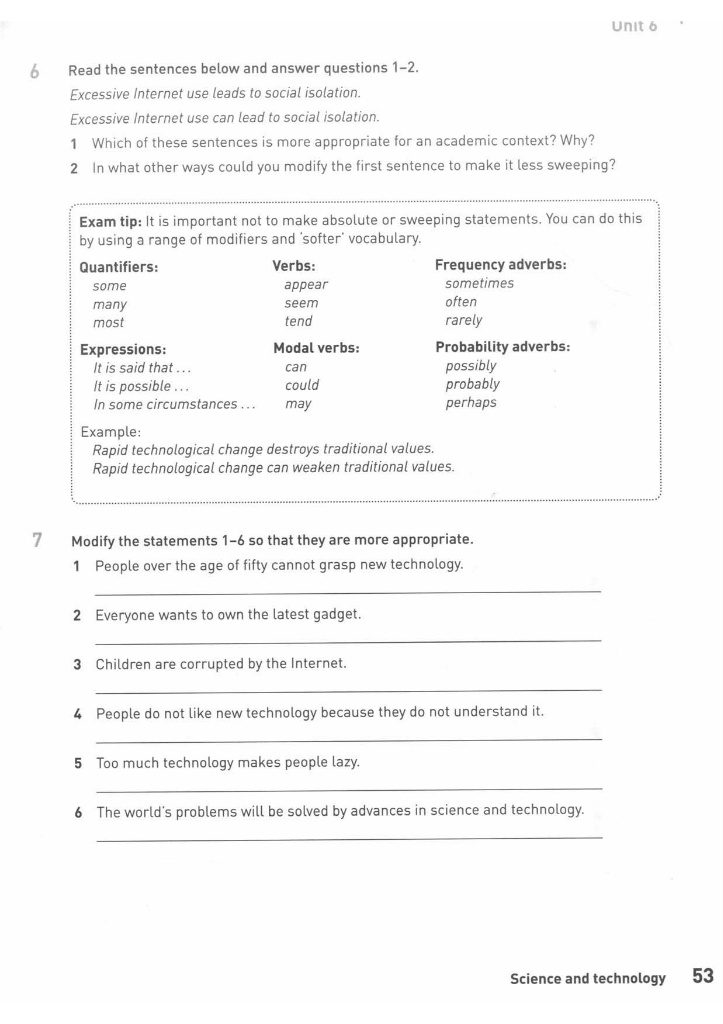 Unit 6
6 Read the sentences below and answer questions 1–2.
Excessive Internet use leads to social isolation.
Excessive Internet use can lead to social isolation.
1 Which of these sentences is more appropriate for an academic context? Why?
2 In what other ways could you modify the first sentence to make it less sweeping?
Exam tip: It is important not to make absolute or sweeping statements. You can do this
by using a range of modifiers and 'softer' vocabulary.
Quantifiers: Verbs: Frequency adverbs:
some appear sometimes
many seem often
most tend rarely
Expressions: Modal verbs: Probability adverbs:
It is said that ... can possibly
It is possible ... could probably
In some circumstances ... may perhaps
Example:
Rapid technological change destroys traditional values.
Rapid technological change can weaken traditional values.
7 Modify the statements 1–6 so that they are more appropriate.
1 People over the age of fifty cannot grasp new technology.
2 Everyone wants to own the latest gadget.
3 Children are corrupted by the Internet.
4 People do not like new technology because they do not understand it.
5 Too much technology makes people lazy.
6 The world's problems will be solved by advances in science and technology.
Science and technology 53